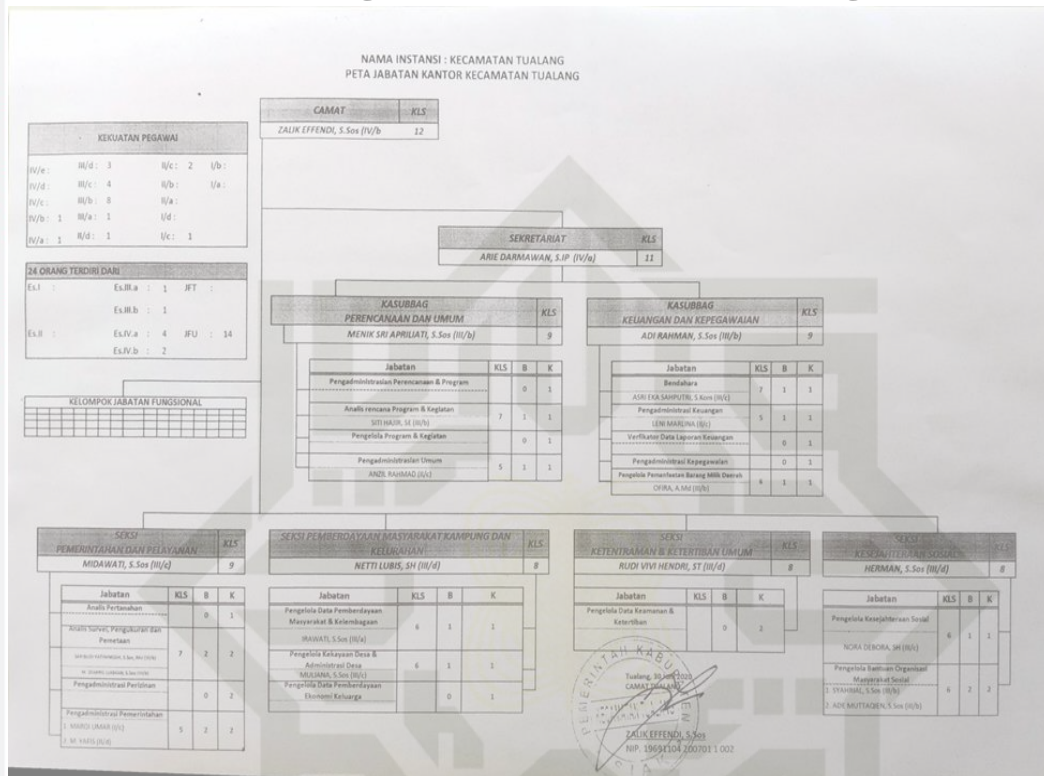 NAMA INSTANSI : KECAMATAN TUALANG
PETA JABATAN KANTOR KECAMATAN TUALANG
CAMAT KLS
ZALIK EFFENDI, S.Sos (IV/b 12
KEKUATAN PEGAWAI
IV/e : III/d : 3 II/c : 2 I/b :
IV/d : III/c : 4 II/b : I/a :
IV/c : III/b : 8 II/a :
IV/b : 1 III/a : 1 I/d :
IV/a : 1 II/d : 1 I/c : 1
SEKRETARIAT KLS
ARIE DARMAWAN, S.IP (IV/a) 11
24 ORANG TERDIRI DARI
Es.I : Es.III.a : 1 JFT :
Es.III.b : 1
Es.II : Es.IV.a : 4 JFU : 14
Es.IV.b : 2
KELOMPOK JABATAN FUNGSIONAL
KASUBBAG
PERENCANAAN DAN UMUM KLS
MENIK SRI APRILIATI, S.Sos (III/b) 9
Jabatan KLS B K
Pengadministrasian Perencanaan & Program
0 1
Analis rencana Program & Kegiatan
SITI HAJIR, SE (III/b) 7 1 1
Pengelola Program & Kegiatan
0 1
Pengadministrasian Umum
ANZIL RAHMAD (II/c) 5 1 1
KASUBBAG
KEUANGAN DAN KEPEGAWAIAN KLS
ADI RAHMAN, S.Sos (III/b) 9
Jabatan KLS B K
Bendahara 7 1 1
ASRI EKA SAHPUTRI, S.Kom (III/c)
Pengadministrasi Keuangan 5 1 1
LENI MARLINA (II/c)
Verfikator Data Laporan Keuangan
0 1
Pengadministrasi Kepegawaian 0 1
Pengelola Pemanfaatan Barang Milik Daerah 6 1 1
OFIRA, A.Md (III/b)
SEKSI
PEMERINTAHAN DAN PELAYANAN KLS
MIDAWATI, S.Sos (III/c) 9
Jabatan KLS B K
Analis Pertanahan
0 1
Analis Survei, Pengukuran dan
Pemetaan
7 2 2
Pengadministrasi Perizinan
0 2
Pengadministrasi Pemerintahan
1. MARDI UMAR (I/c) 5 2 2
2. M. YARIS (II/d)
SEKSI PEMBERDAYAAN MASYARAKAT KAMPUNG DAN
KELURAHAN KLS
NETTI LUBIS, SH (III/d) 8
Jabatan KLS B K
Pengelola Data Pemberdayaan
Masyarakat & Kelembagaan 6 1 1
IRAWATI, S.Sos (III/a)
Pengelola Kekayaan Desa &
Administrasi Desa 6 1 1
MULIANA, S.Sos (III/c)
Pengelola Data Pemberdayaan
Ekonomi Keluarga 0 1
SEKSI
KETENTRAMAN & KETERTIBAN UMUM KLS
RUDI VIVI HENDRI, ST (III/d) 8
Jabatan KLS B K
Pengelola Data Keamanan &
Ketertiban 0 2
SEKSI
KESEJAHTERAAN SOSIAL KLS
HERMAN, S.Sos (III/d) 8
Jabatan KLS B K
Pengelola Kesejahteraan Sosial
6 1 1
NORA DEBORA, SH (III/c)
Pengelola Bantuan Organisasi
Masyarakat Sosial
1. SYAHRIAL, S.Sos (III/b) 6 2 2
2. ADE MUTTAQIEN, S.Sos (III/b)
PEMERINTAH KABUPATEN SIA
Tualang, 30 2020
CAMAT TUALANG
ZALIK EFFENDI, S.Sos
NIP. 19691104 200701 1 002